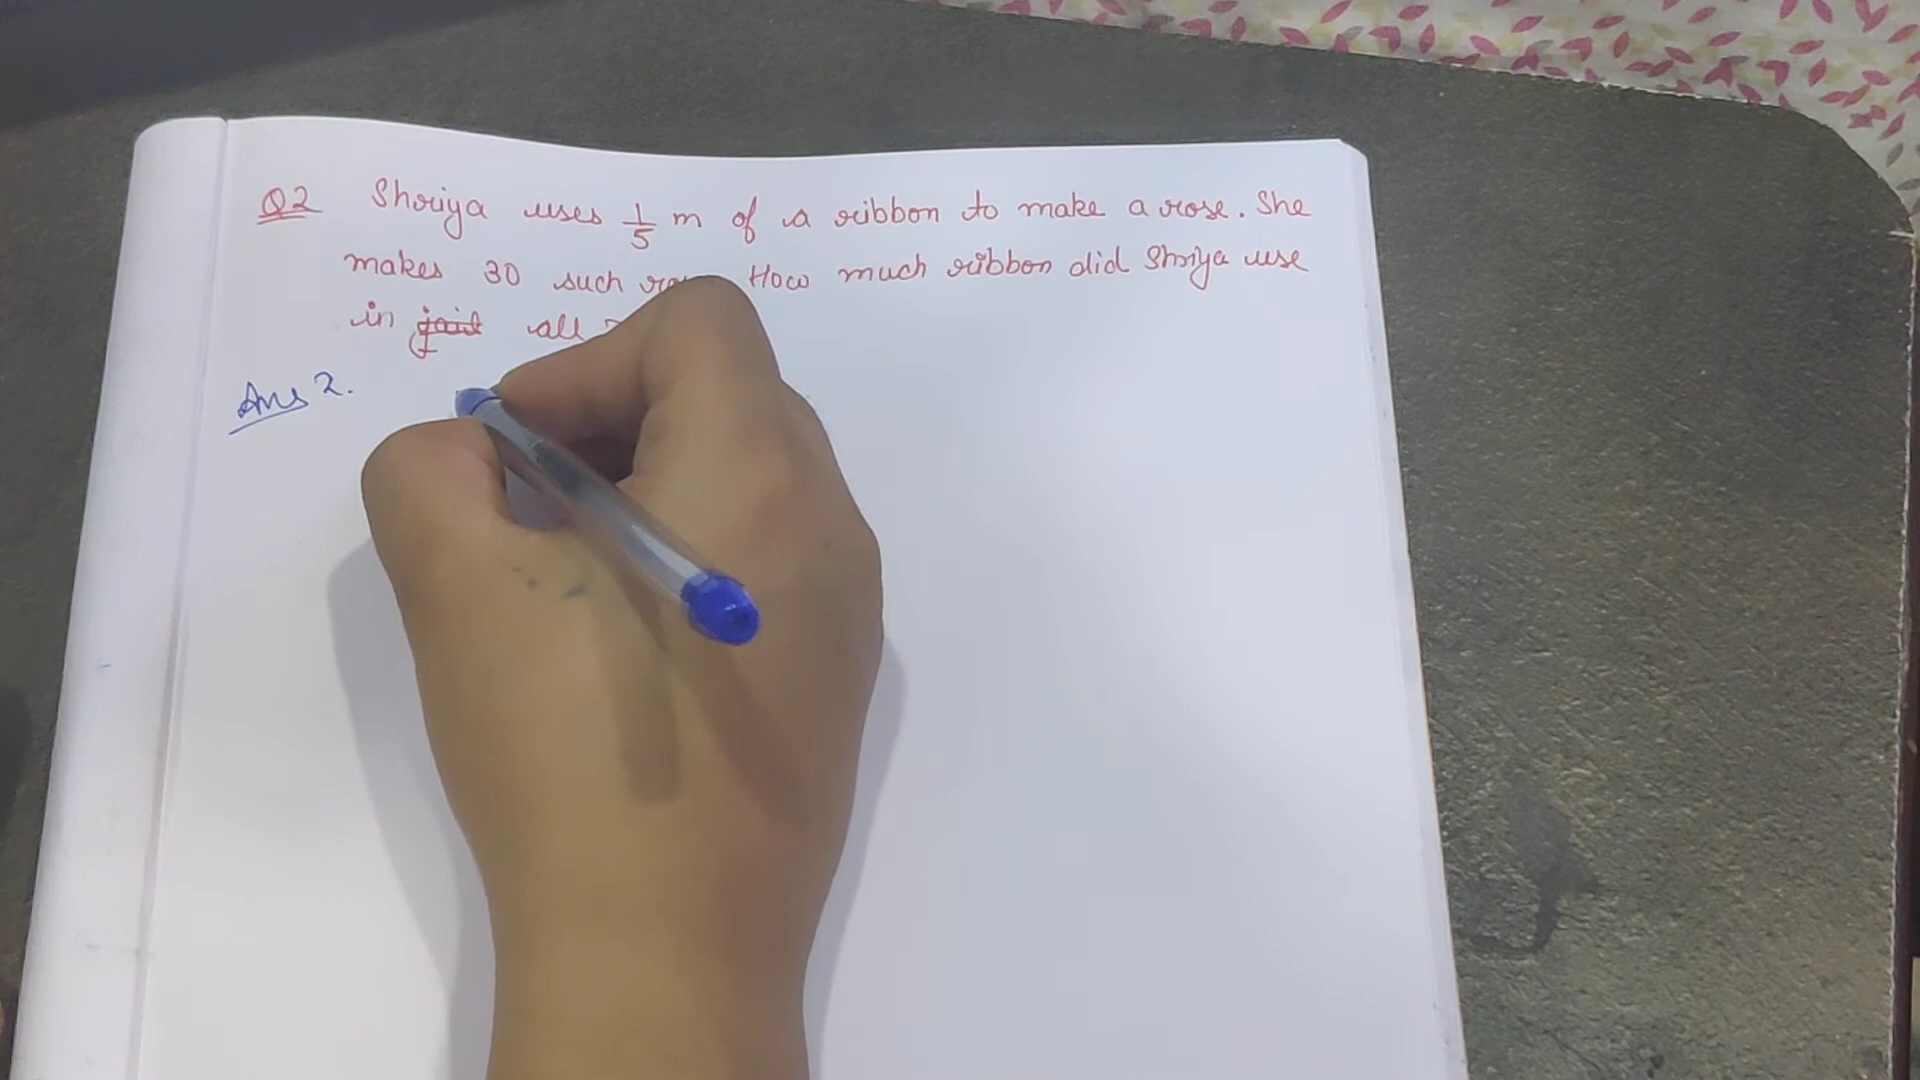 Q2 Shriya uses 1/5 m of a ribbon to make a rose. She
makes 30 such How much ribbon did Shriya use
in all
Ans 2.